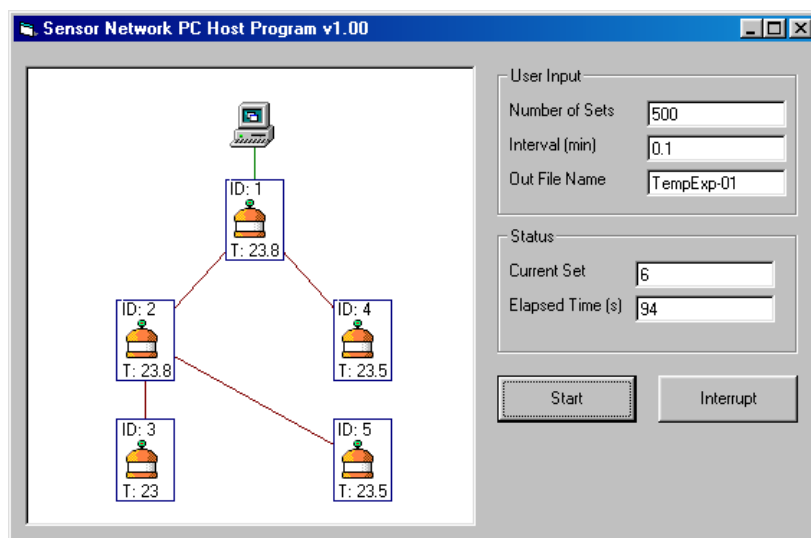 Sensor Network PC Host Program v1.00
ID: 1
T: 23.8
ID: 2
T: 23.8
ID: 4
T: 23.5
ID: 3
T: 23
ID: 5
T: 23.5
User Input
Number of Sets 500
Interval (min) 0.1
Out File Name TempExp-01
Status
Current Set 6
Elapsed Time (s) 94
Start Interrupt